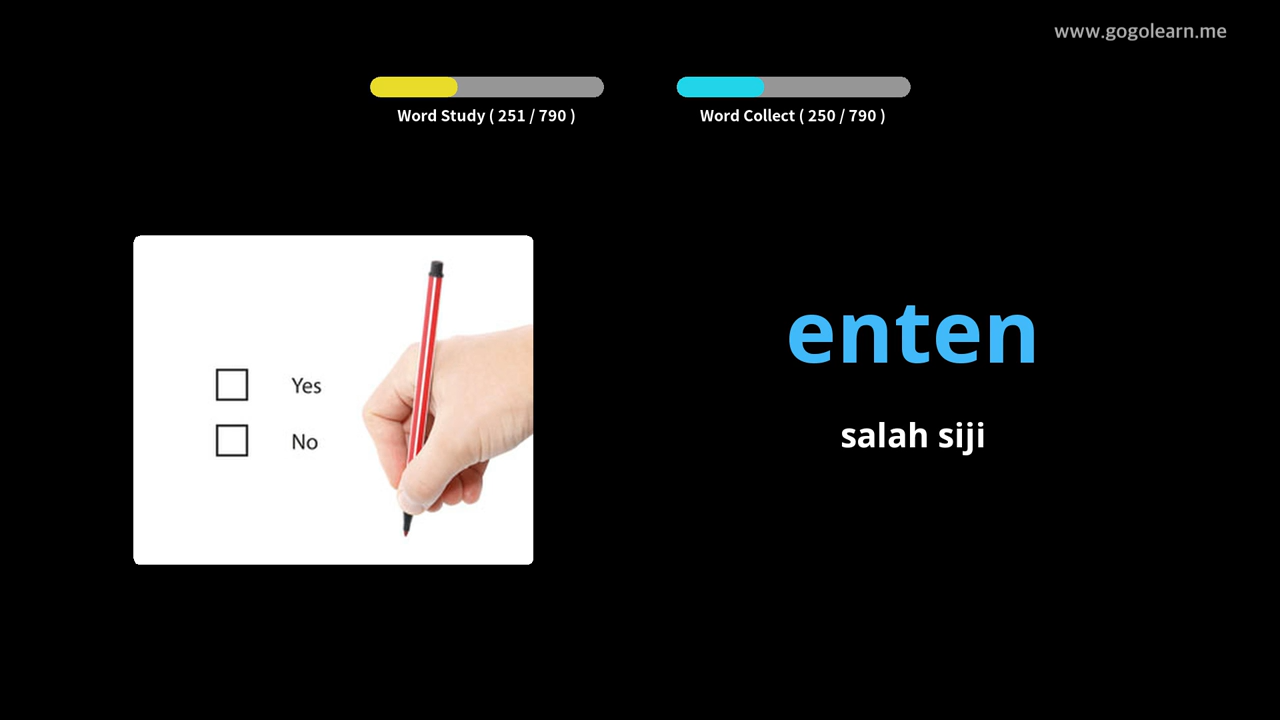 www.gogolearn.me
Word Study ( 251 / 790 )
Word Collect ( 250 / 790 )
Yes
No
enten
salah siji